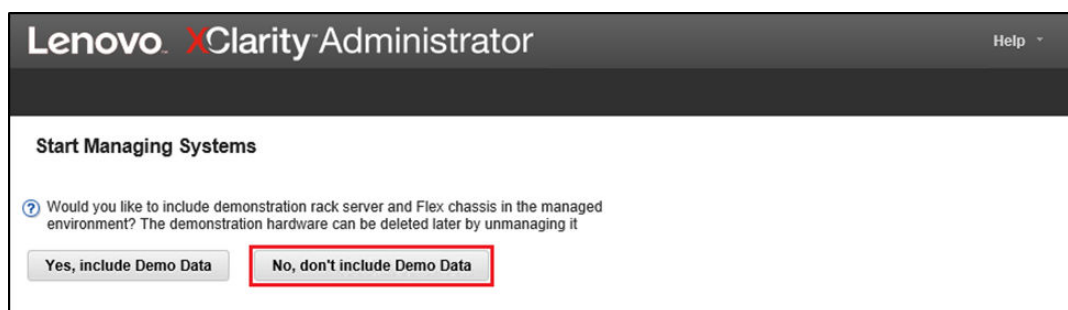 Lenovo. XClarity Administrator
Help
Start Managing Systems
? Would you like to include demonstration rack server and Flex chassis in the managed
environment? The demonstration hardware can be deleted later by unmanaging it
Yes, include Demo Data
No, don't include Demo Data